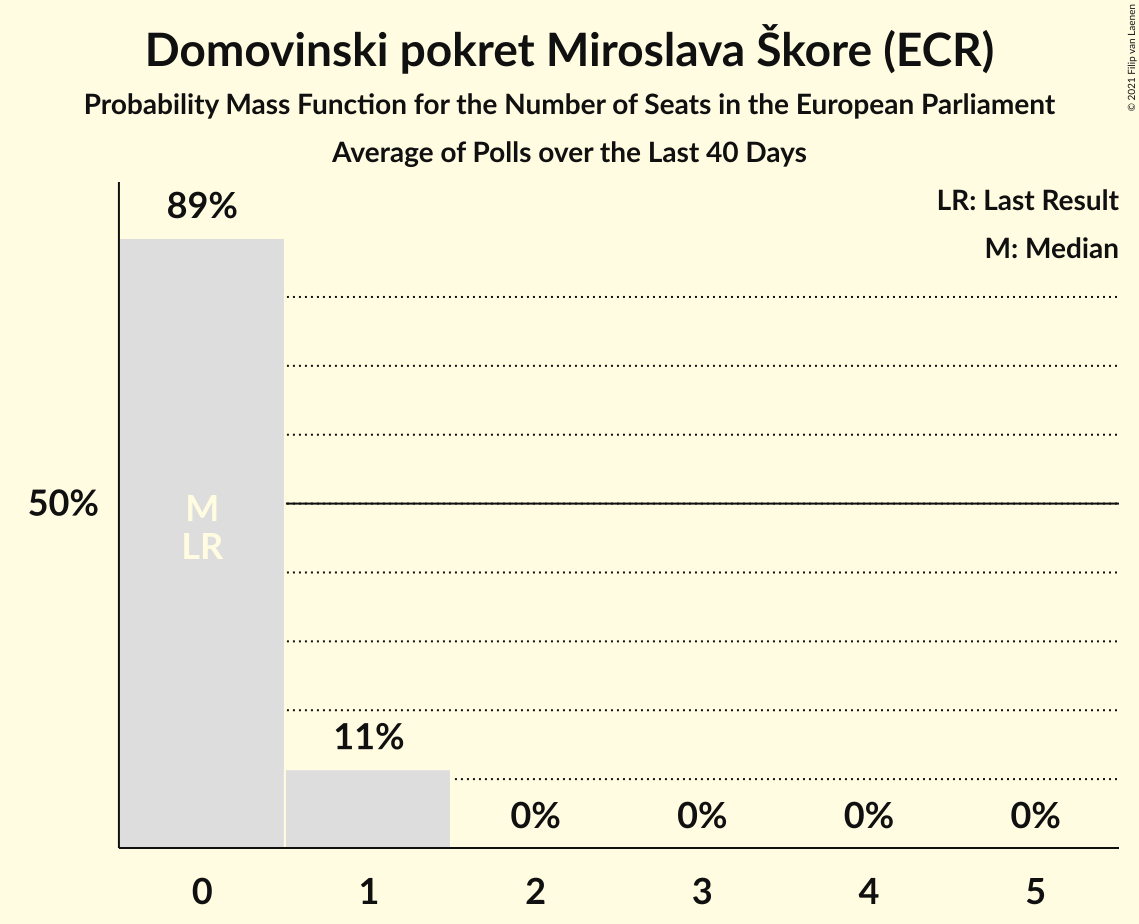 Domovinski pokret Miroslava Škore (ECR)
Probability Mass Function for the Number of Seats in the European Parliament
Average of Polls over the Last 40 Days
© 2021 Filip van Laenen
LR: Last Result
M: Median
89%
50%
M
LR
11%
0% 0% 0% 0%
0 1 2 3 4 5